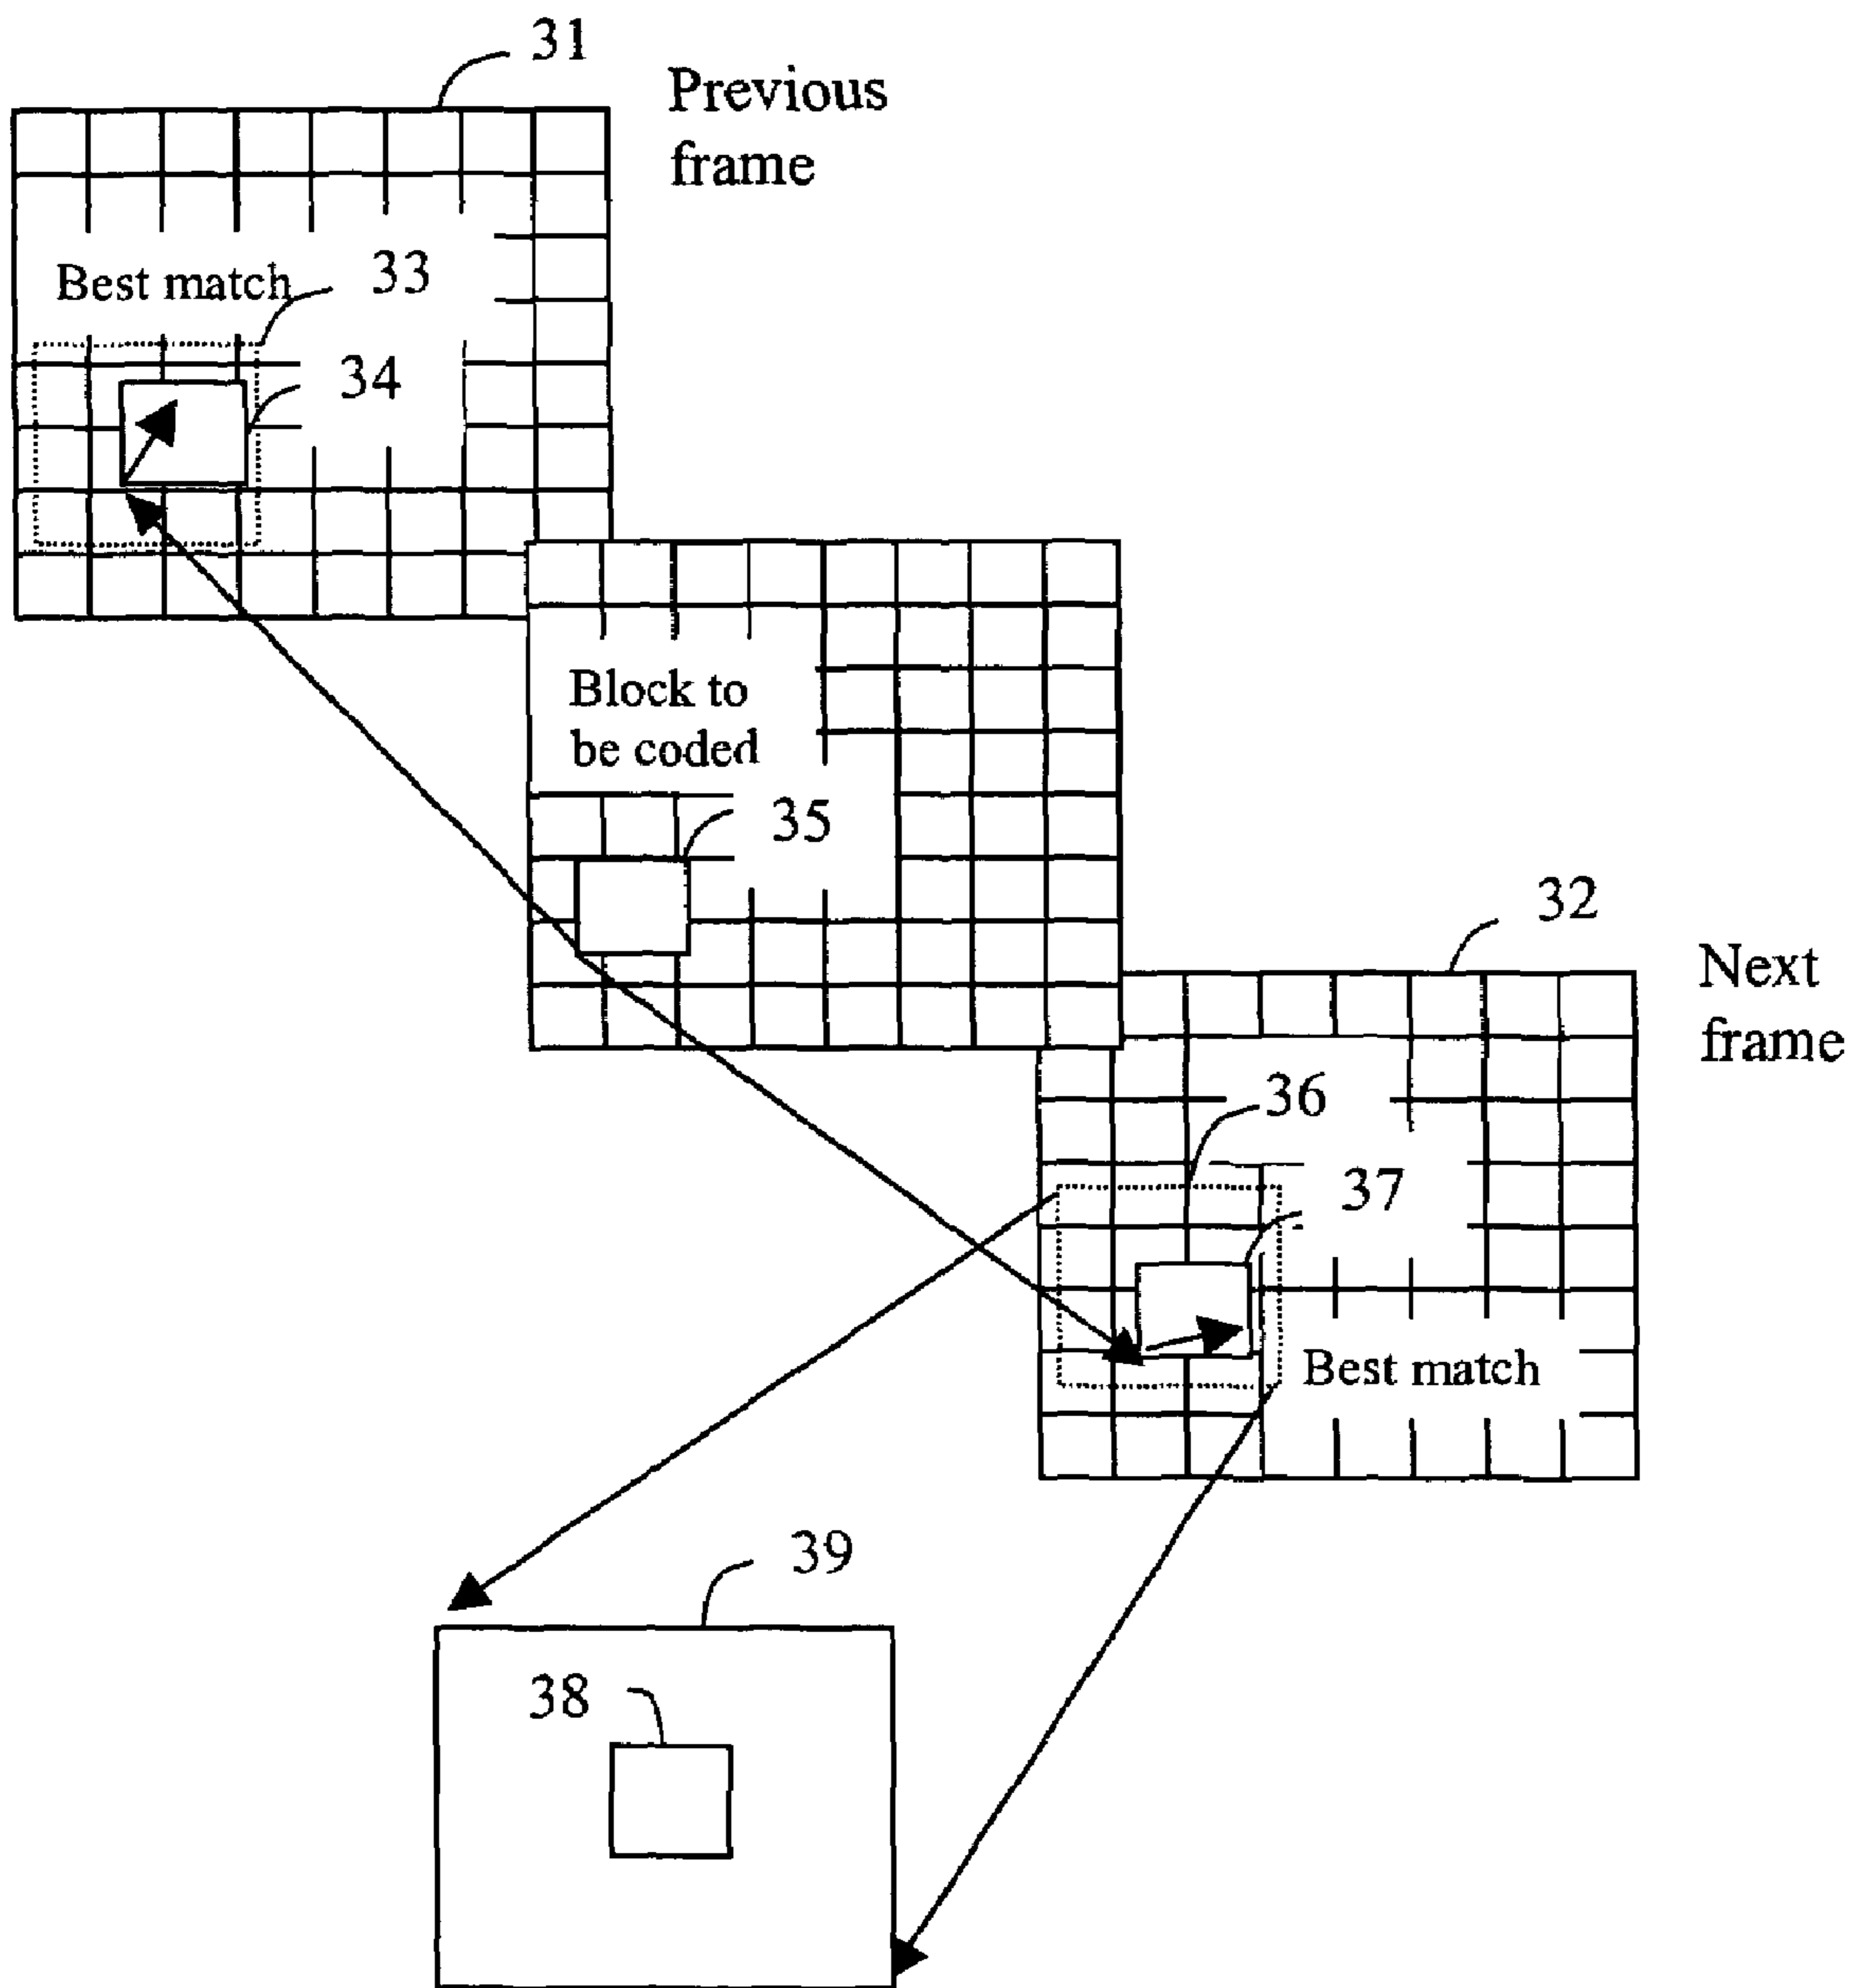 31
Previous
frame
Best match
33
34
Block to
be coded
35
32
Next
frame
36
37
Best match
39
38